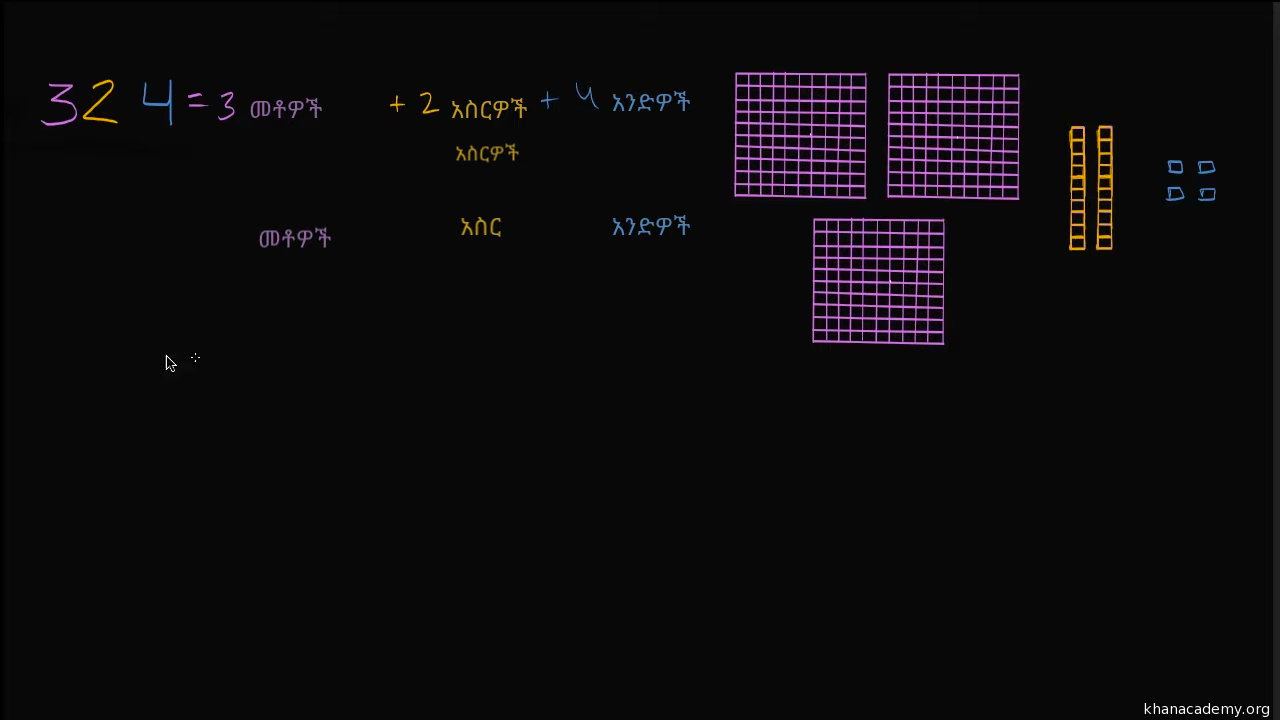 324 = 3 መቶዎች + 2 አስርዎች + 4 አንድዎች
አስርዎች
መቶዎች አስር አንድዎች
khanacademy.org